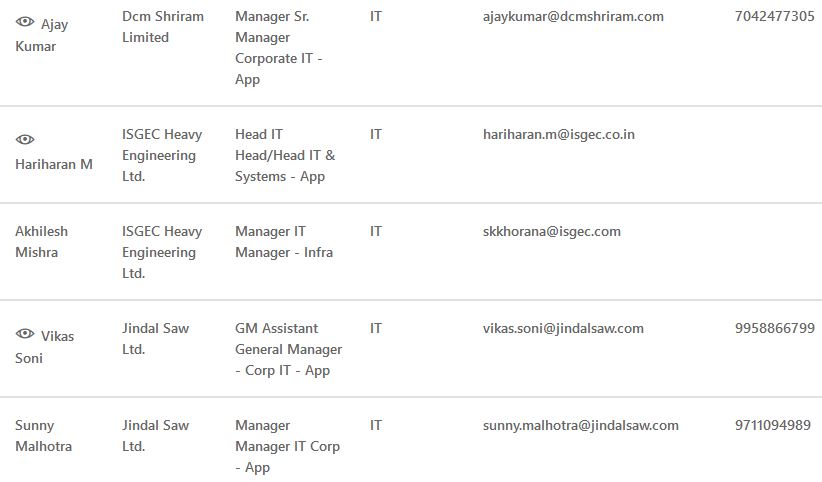 Ajay Kumar
Dcm Shriram Limited
Manager Sr. Manager Corporate IT - App
IT
ajaykumar@dcmshriram.com
7042477305
Hariharan M
ISGEC Heavy Engineering Ltd.
Head IT Head/Head IT & Systems - App
IT
hariharan.m@isgec.co.in
Akhilesh Mishra
ISGEC Heavy Engineering Ltd.
Manager IT Manager - Infra
IT
skkhorana@isgec.com
Vikas Soni
Jindal Saw Ltd.
GM Assistant General Manager - Corp IT - App
IT
vikas.soni@jindalsaw.com
9958866799
Sunny Malhotra
Jindal Saw Ltd.
Manager Manager IT Corp - App
IT
sunny.malhotra@jindalsaw.com
9711094989